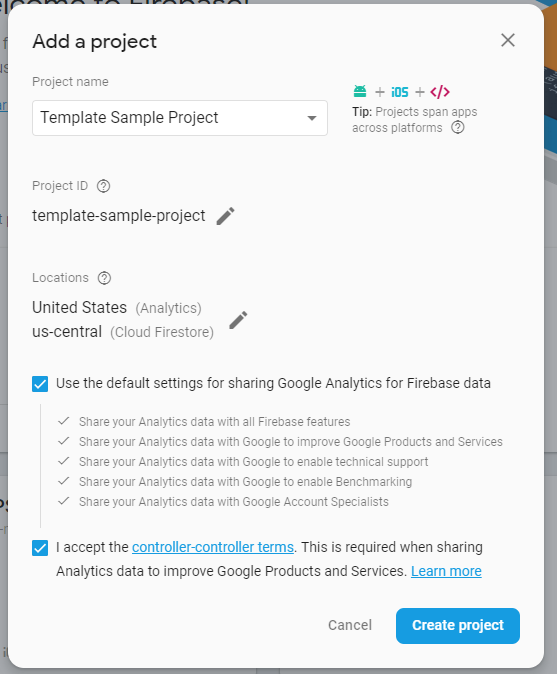 Welcome to Firebase!
Add a project
Project name
Template Sample Project
+ iOS + </>
Tip: Projects span apps
across platforms
Project ID
template-sample-project
Locations
United States (Analytics)
us-central (Cloud Firestore)
Use the default settings for sharing Google Analytics for Firebase data
Share your Analytics data with all Firebase features
Share your Analytics data with Google to improve Google Products and Services
Share your Analytics data with Google to enable technical support
Share your Analytics data with Google to enable Benchmarking
Share your Analytics data with Google Account Specialists
I accept the controller-controller terms. This is required when sharing
Analytics data to improve Google Products and Services. Learn more
Cancel
Create project